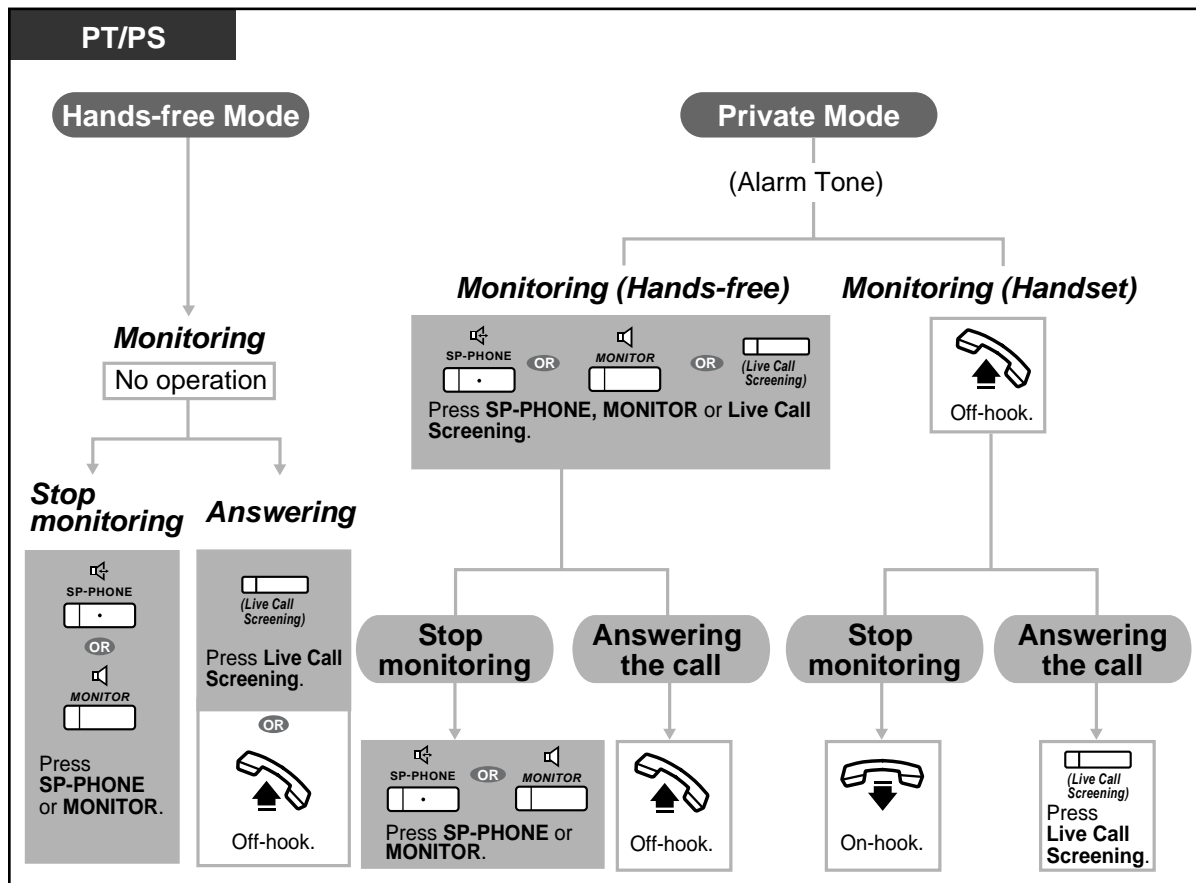 PT/PS
Hands-free Mode
Monitoring
No operation
Stop
monitoring
SP-PHONE
OR
MONITOR
Press
SP-PHONE
or MONITOR.
Answering
(Live Call
Screening)
Press Live Call
Screening.
OR
Off-hook.
Private Mode
(Alarm Tone)
Monitoring (Hands-free)
SP-PHONE
OR
MONITOR
OR
(Live Call
Screening)
Press SP-PHONE, MONITOR or Live Call
Screening.
Stop
monitoring
SP-PHONE
OR
MONITOR
Press SP-PHONE or
MONITOR.
Answering
the call
Off-hook.
Monitoring (Handset)
Off-hook.
Stop
monitoring
On-hook.
Answering
the call
(Live Call
Screening)
Press
Live Call
Screening.